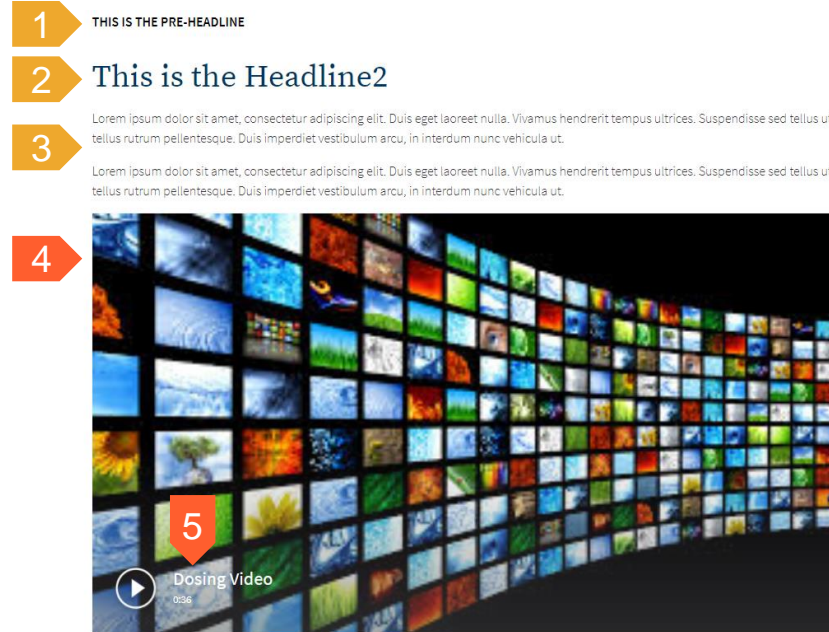 1
THIS IS THE PRE-HEADLINE
2
This is the Headline2
3
Lorem ipsum dolor sit amet, consectetur adipiscing elit. Duis eget laoreet nulla. Vivamus hendrerit tempus ultrices. Suspendisse sed tellus
tellus rutrum pellentesque. Duis imperdiet vestibulum arcu, in interdum nunc vehicula ut.
Lorem ipsum dolor sit amet, consectetur adipiscing elit. Duis eget laoreet nulla. Vivamus hendrerit tempus ultrices. Suspendisse sed tellus
tellus rutrum pellentesque. Duis imperdiet vestibulum arcu, in interdum nunc vehicula ut.
4
5
Dosing Video
0:36